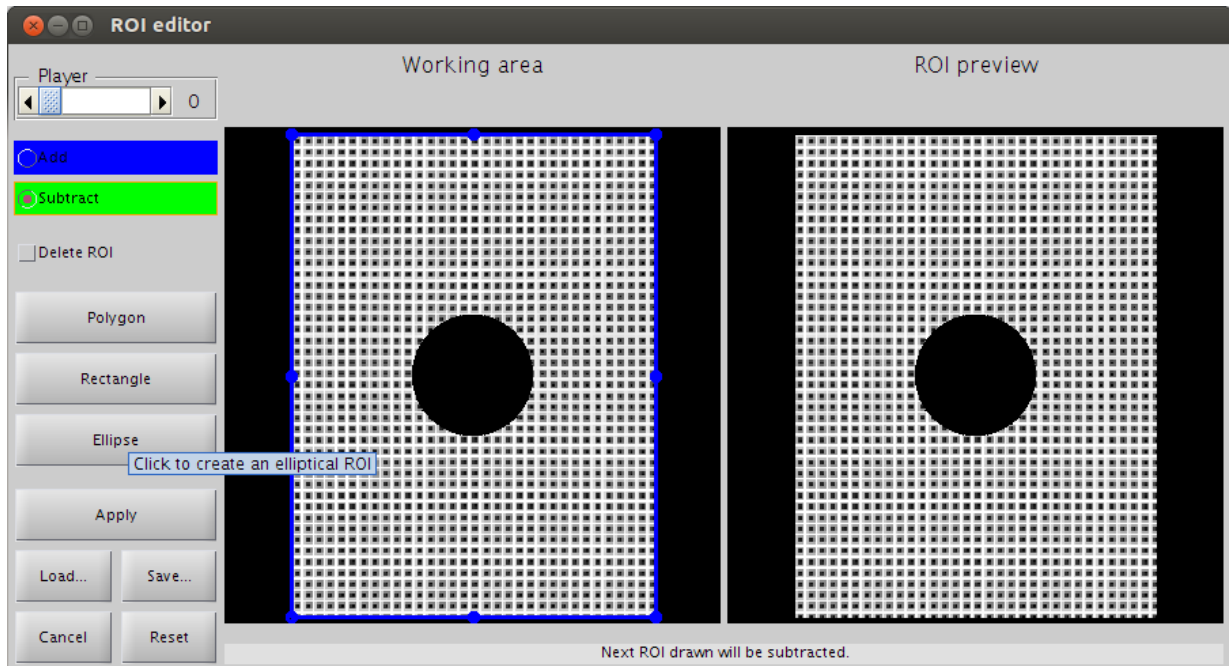 ROI editor
Player
0
Working area
ROI preview
Add
Subtract
Delete ROI
Polygon
Rectangle
Ellipse
Click to create an elliptical ROI
Apply
Load...
Save...
Cancel
Reset
Next ROI drawn will be subtracted.